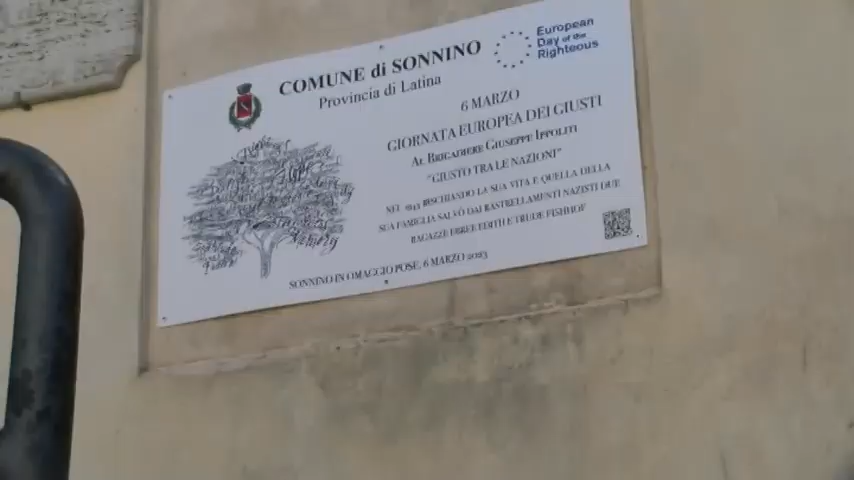 COMUNE di SONNINO
Provincia di Latina
European
Day of the
Righteous
6 MARZO
GIORNATA EUROPEA DEI GIUSTI
AL BRIGADIERE GIUSEPPE IPPOLITI
"GIUSTO TRA LE NAZIONI"
NEL 1943 RISCHIANDO LA SUA VITA E QUELLA DELLA
SUA FAMIGLIA SALVÒ DAI RASTRELLAMENTI NAZISTI DUE
RAGAZZE EBREE EDITH E TRUDE FISHHOF
SONNINO IN OMAGGIO POSE, 6 MARZO 2023